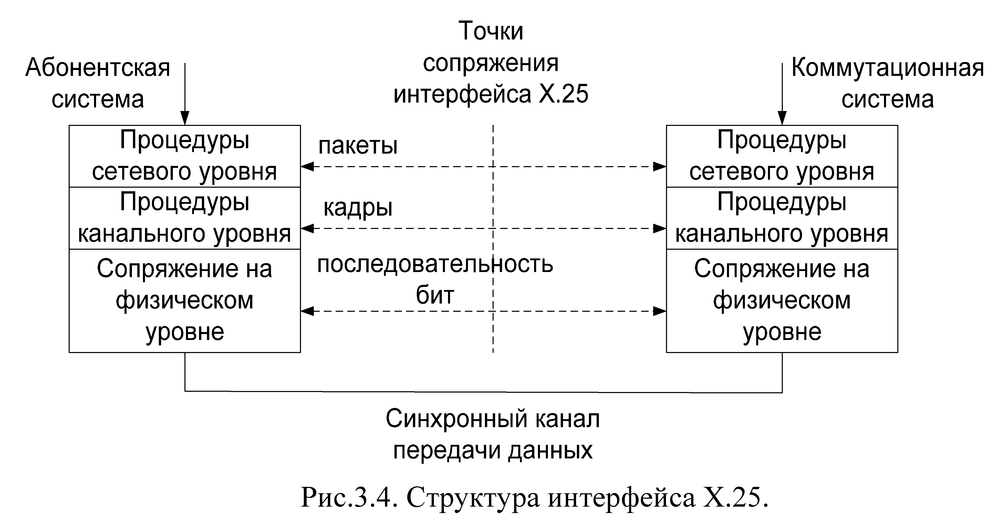 Точки
сопряжения
интерфейса X.25
Абонентская
система
Коммутационная
система
Процедуры
сетевого уровня
Процедуры
канального уровня
Сопряжение на
физическом
уровне
пакеты
кадры
последовательность
бит
Процедуры
сетевого уровня
Процедуры
канального уровня
Сопряжение на
физическом
уровне
Синхронный канал
передачи данных
Рис.3.4. Структура интерфейса X.25.